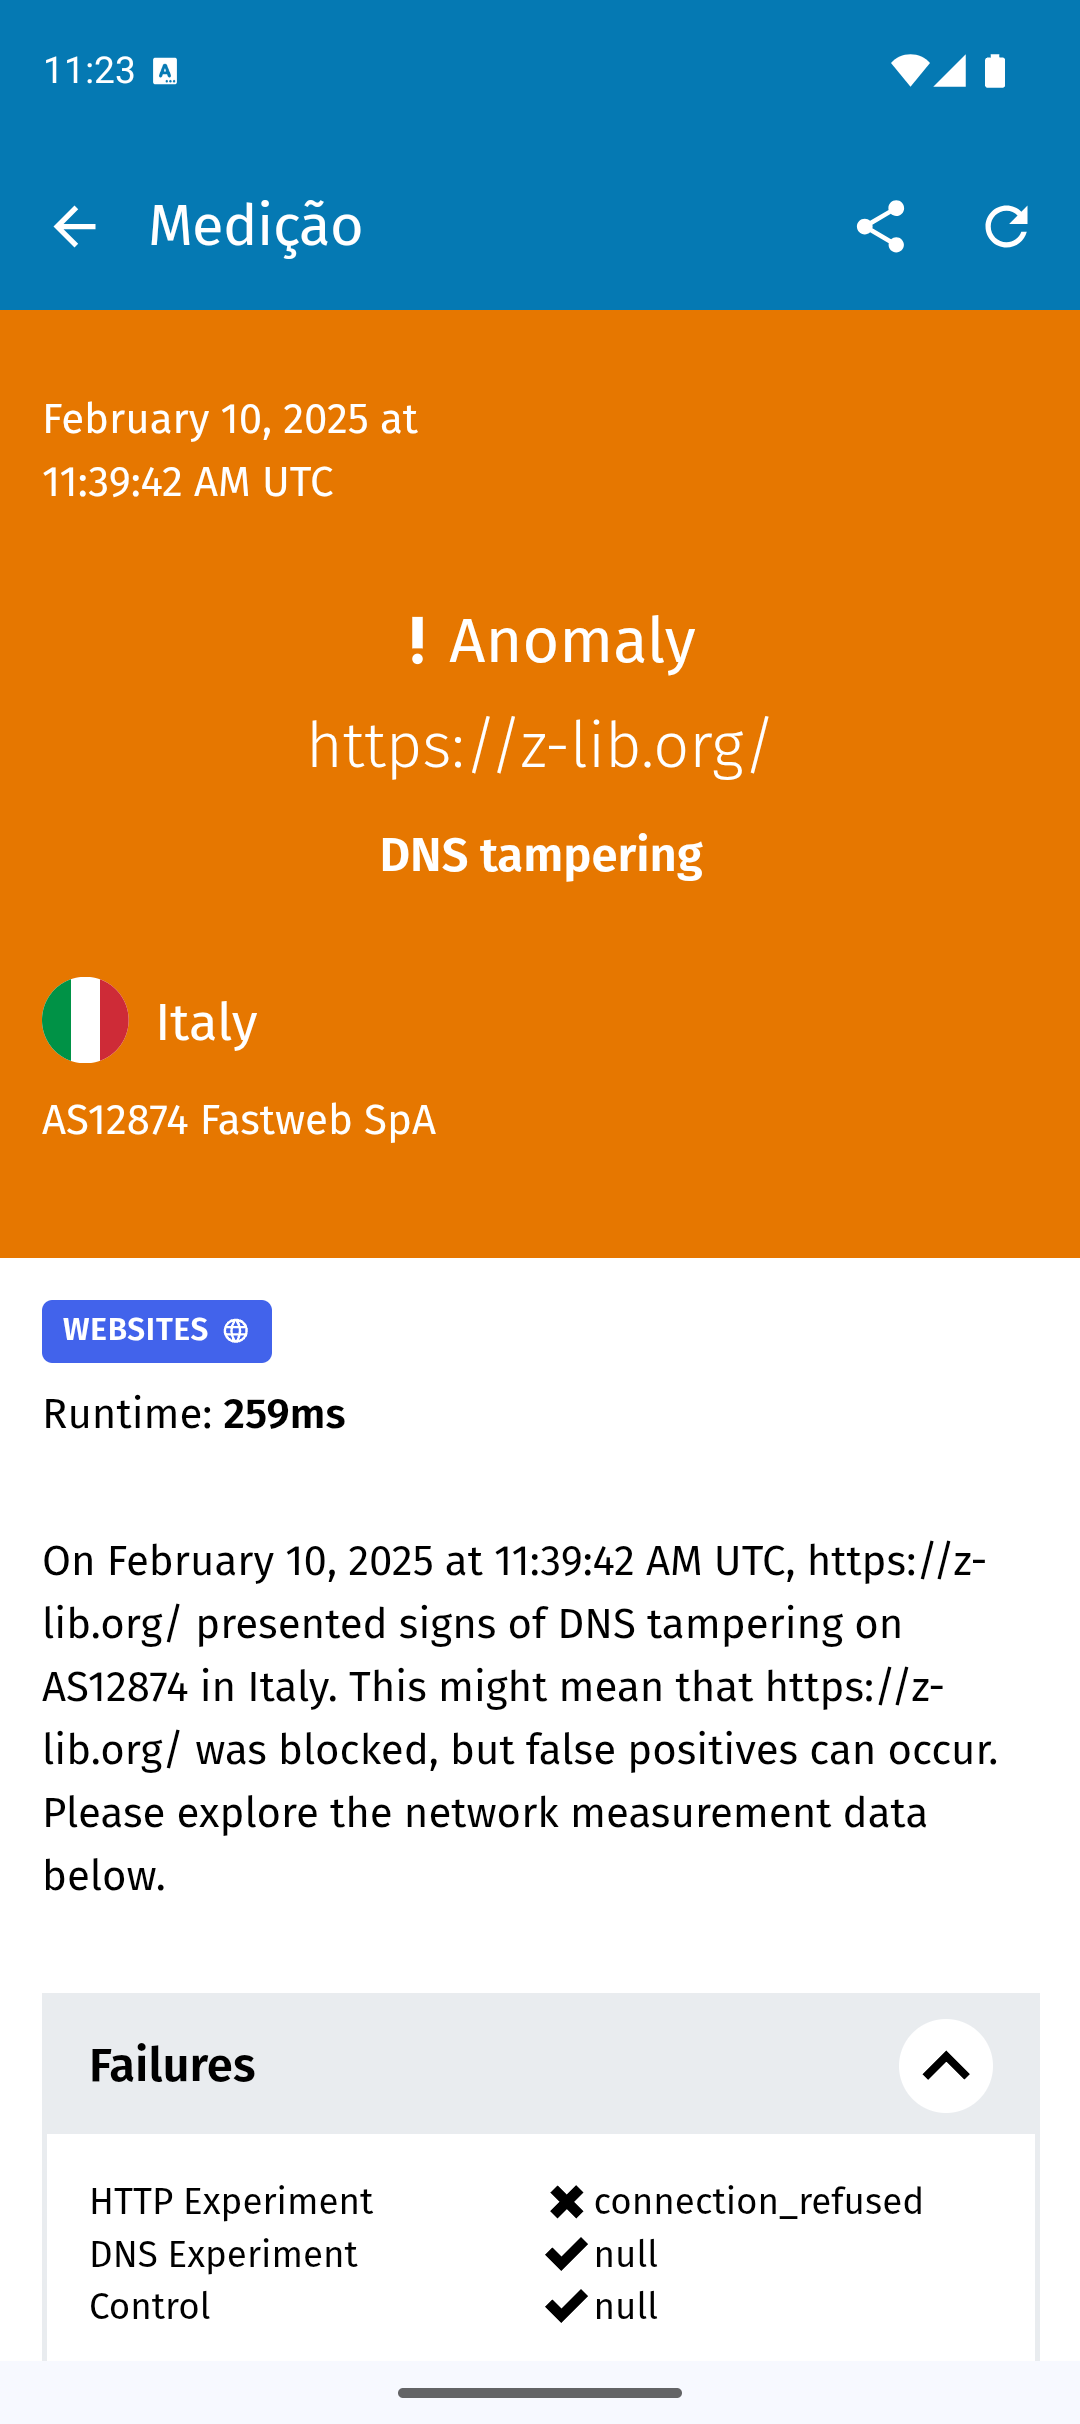 11:23
Medição
February 10, 2025 at
11:39:42 AM UTC
! Anomaly
https://z-lib.org/
DNS tampering
Italy
AS12874 Fastweb SpA
WEBSITES
Runtime: 259ms
On February 10, 2025 at 11:39:42 AM UTC, https://z-
lib.org/ presented signs of DNS tampering on
AS12874 in Italy. This might mean that https://z-
lib.org/ was blocked, but false positives can occur.
Please explore the network measurement data
below.
Failures
HTTP Experiment connection_refused
DNS Experiment null
Control null